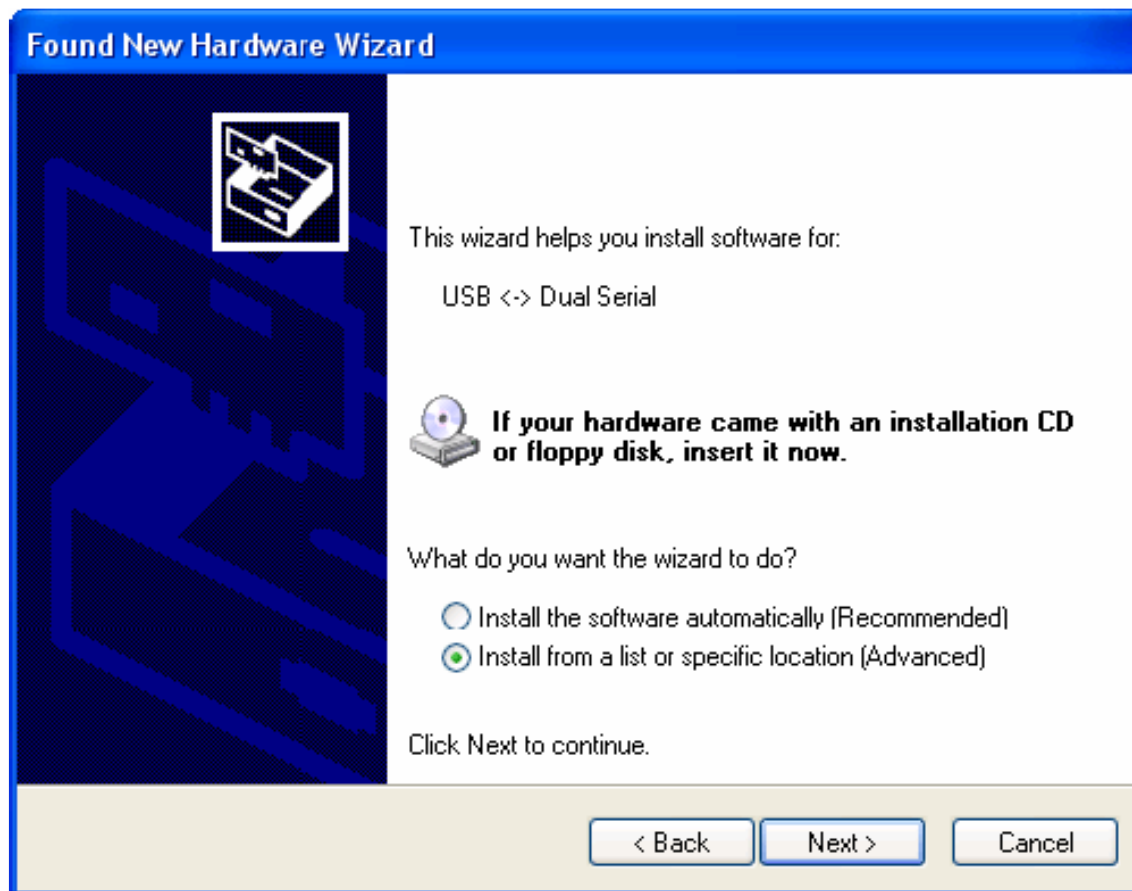 Found New Hardware Wizard
This wizard helps you install software for:
USB <-> Dual Serial
If your hardware came with an installation CD
or floppy disk, insert it now.
What do you want the wizard to do?
Install the software automatically (Recommended)
Install from a list or specific location (Advanced)
Click Next to continue.
< Back
Next >
Cancel